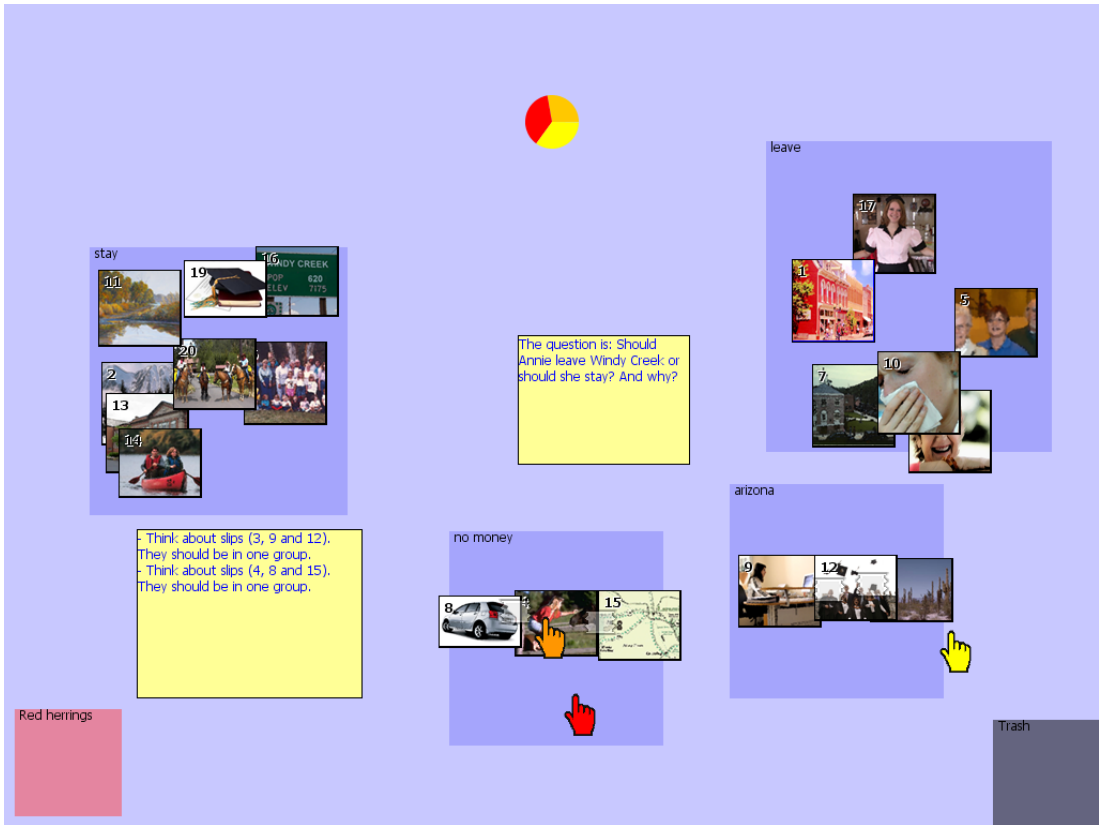 leave
17
stay
16
WINDY CREEK
POP 620
ELEV 7175
19
11
1
5
The question is: Should
Annie leave Windy Creek or
should she stay? And why?
20
2
10
7
13
14
arizona
- Think about slips (3, 9 and 12).
They should be in one group.
- Think about slips (4, 8 and 15).
They should be in one group.
no money
9
12
8
4
15
Red herrings
Trash